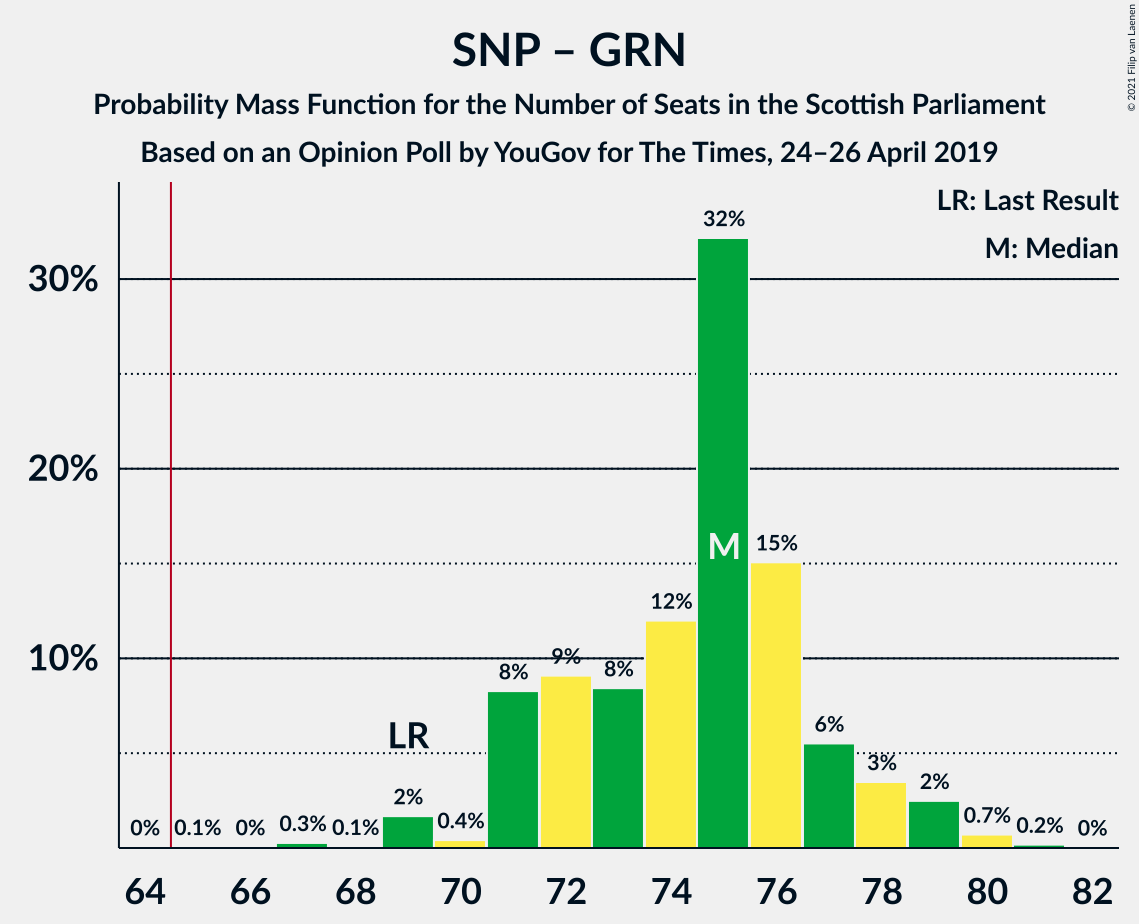 SNP – GRN
Probability Mass Function for the Number of Seats in the Scottish Parliament
Based on an Opinion Poll by YouGov for The Times, 24–26 April 2019
© 2021 Filip van Laenen
LR: Last Result
M: Median
30%
20%
10%
0%
0.1%
0%
0.3%
0.1%
2%
LR
0.4%
8%
9%
8%
12%
32%
M
15%
6%
3%
2%
0.7%
0.2%
0%
64 66 68 70 72 74 76 78 80 82